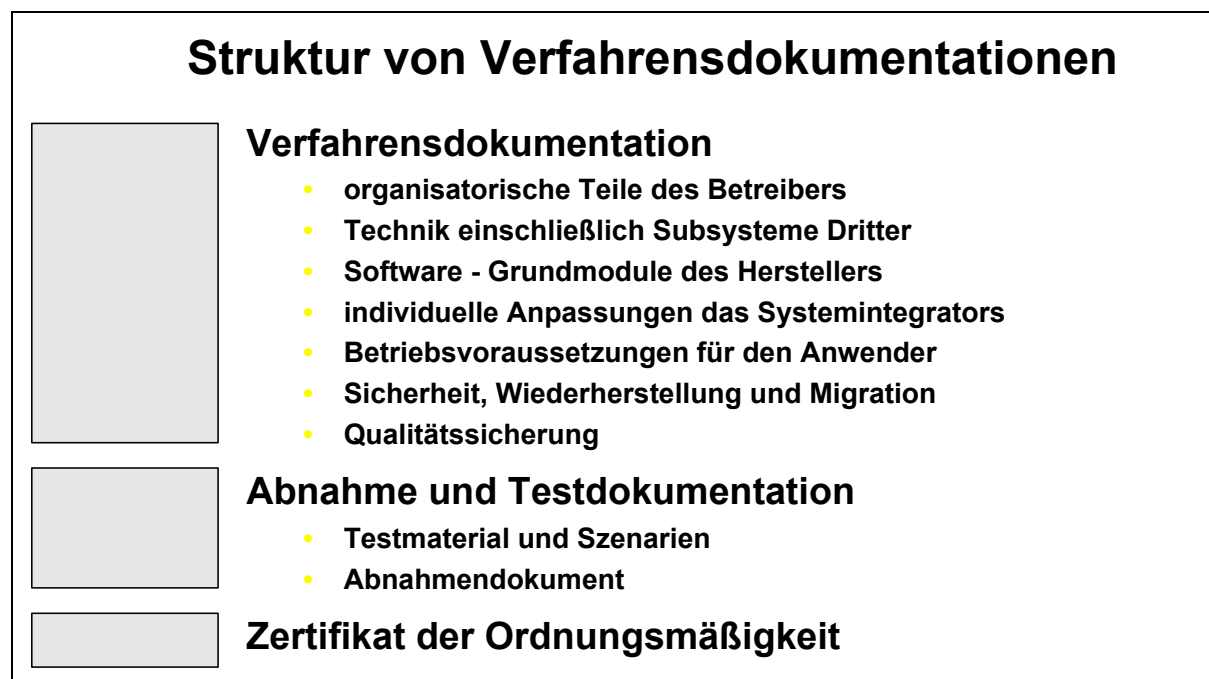 Struktur von Verfahrensdokumentationen
Verfahrensdokumentation
• organisatorische Teile des Betreibers
• Technik einschließlich Subsysteme Dritter
• Software - Grundmodule des Herstellers
• individuelle Anpassungen das Systemintegrators
• Betriebsvoraussetzungen für den Anwender
• Sicherheit, Wiederherstellung und Migration
• Qualitätssicherung
Abnahme und Testdokumentation
• Testmaterial und Szenarien
• Abnahmendokument
Zertifikat der Ordnungsmäßigkeit